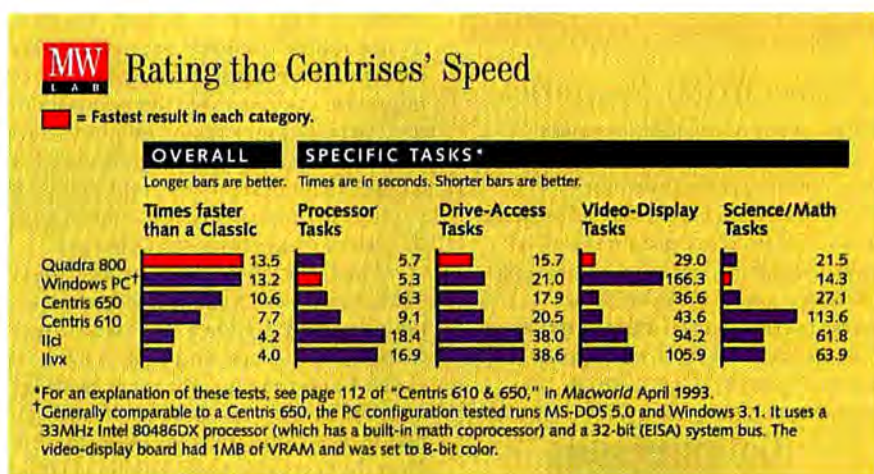 MW
LAB
Rating the Centrises' Speed
= Fastest result in each category.
OVERALL SPECIFIC TASKS*
Longer bars are better. Times are in seconds. Shorter bars are better.
Times faster than a Classic Processor Tasks Drive-Access Tasks Video-Display Tasks Science/Math Tasks
Quadra 800 13.5 5.7 15.7 29.0 21.5
Windows PC† 13.2 5.3 21.0 166.3 14.3
Centris 650 10.6 6.3 17.9 36.6 27.1
Centris 610 7.7 9.1 20.5 43.6 113.6
IIci 4.2 18.4 38.0 94.2 61.8
IIvx 4.0 16.9 38.6 105.9 63.9
*For an explanation of these tests, see page 112 of "Centris 610 & 650," in Macworld April 1993.
†Generally comparable to a Centris 650, the PC configuration tested runs MS-DOS 5.0 and Windows 3.1. It uses a
33MHz Intel 80486DX processor (which has a built-in math coprocessor) and a 32-bit (EISA) system bus. The
video-display board had 1MB of VRAM and was set to 8-bit color.